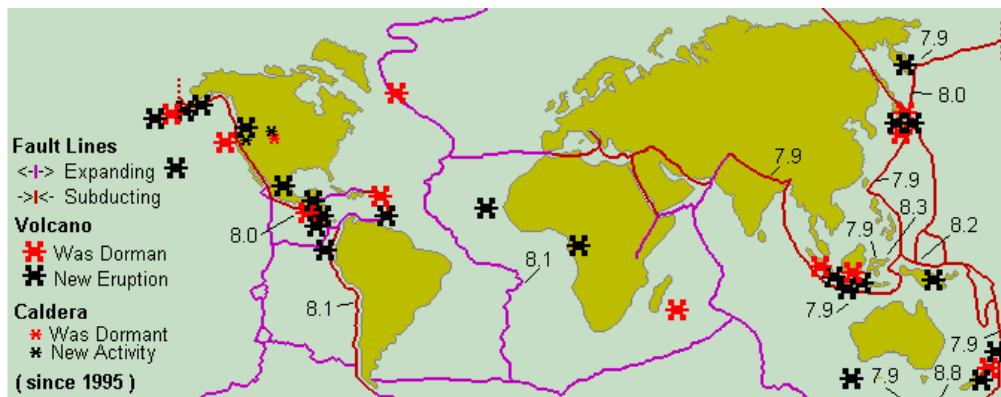 Fault Lines
<-|-> Expanding
->|<- Subducting
Volcano
Was Dorman
New Eruption
Caldera
Was Dormant
New Activity
( since 1995 )
7.9
8.0
7.9
7.9
8.3
8.2
7.9
8.0
8.1
8.1
7.9
7.9
7.9
8.8